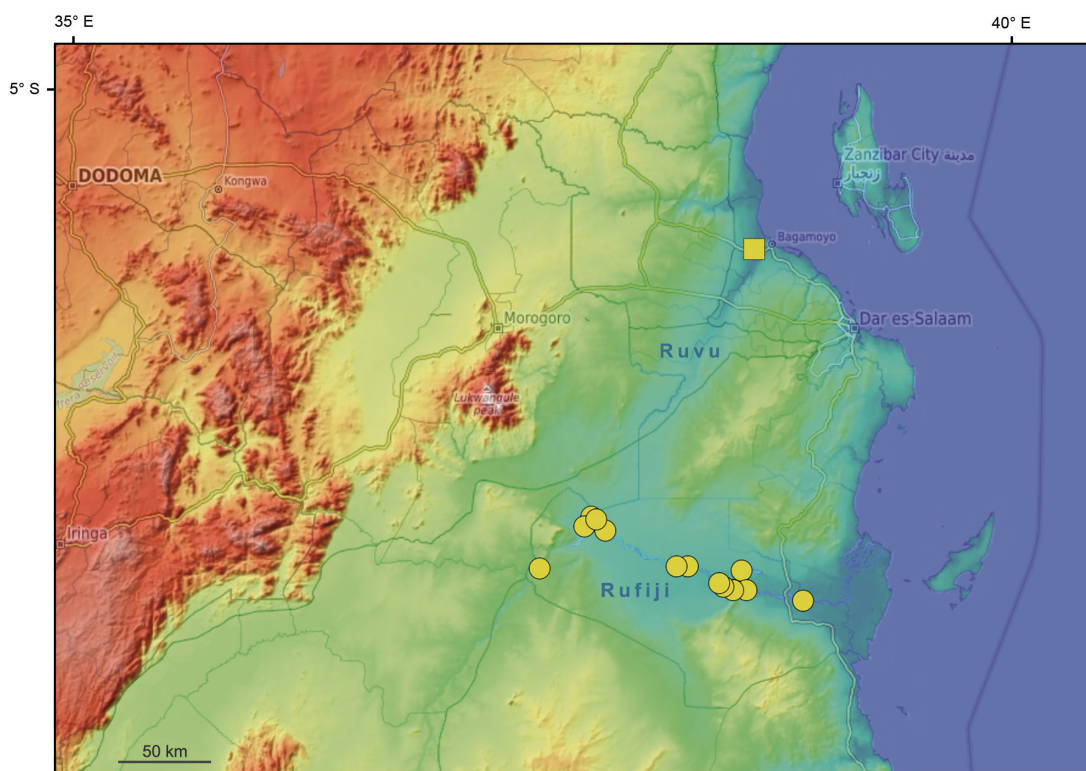 35° E
40° E
5° S
Zanzibar City مدينة
زنجبار
DODOMA
Kongwa
Bagamoyo
Morogoro
Dar es-Salaam
Ruvu
Lukwangule
peak
Iringa
Rufiji
50 km